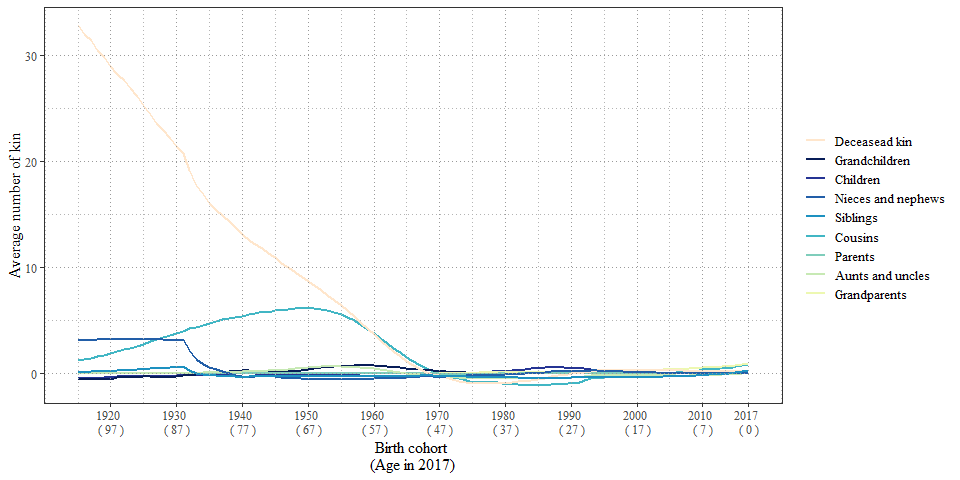 Average number of kin
30
20
10
0
1920 1930 1940 1950 1960 1970 1980 1990 2000 2010 2017
( 97 ) ( 87 ) ( 77 ) ( 67 ) ( 57 ) ( 47 ) ( 37 ) ( 27 ) ( 17 ) ( 7 ) ( 0 )
Birth cohort
(Age in 2017)
Deceasead kin
Grandchildren
Children
Nieces and nephews
Siblings
Cousins
Parents
Aunts and uncles
Grandparents